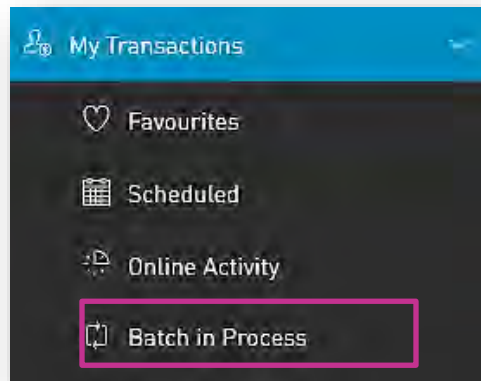 My Transactions
Favourites
Scheduled
Online Activity
Batch in Process